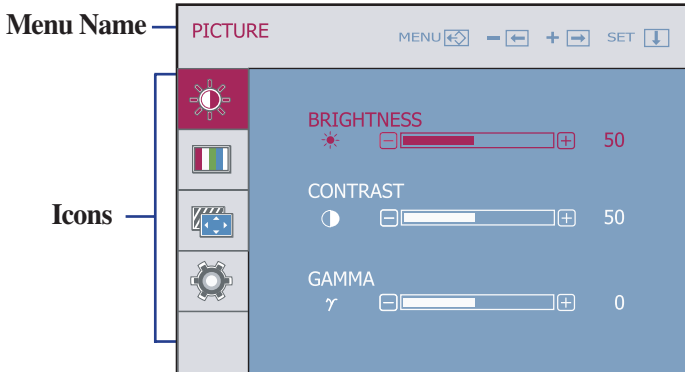 Menu Name
PICTURE
MENU - + SET
BRIGHTNESS
50
CONTRAST
50
Icons
GAMMA
γ 0